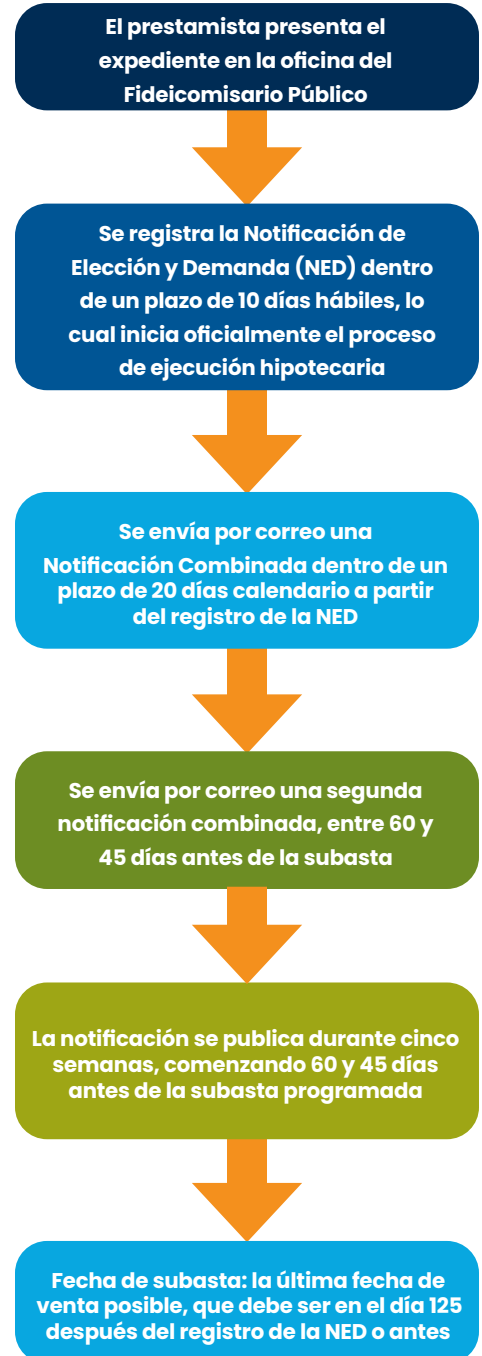 El prestamista presenta el
expediente en la oficina del
Fideicomisario Público
Se registra la Notificación de
Elección y Demanda (NED) dentro
de un plazo de 10 días hábiles, lo
cual inicia oficialmente el proceso
de ejecución hipotecaria
Se envía por correo una
Notificación Combinada dentro de un
plazo de 20 días calendario a partir
del registro de la NED
Se envía por correo una segunda
notificación combinada, entre 60 y
45 días antes de la subasta
La notificación se publica durante cinco
semanas, comenzando 60 y 45 días
antes de la subasta programada
Fecha de subasta: la última fecha de
venta posible, que debe ser en el día 125
después del registro de la NED o antes